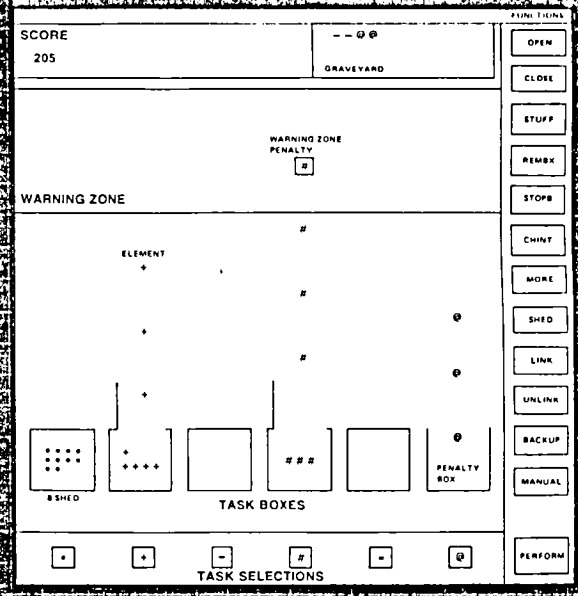 FUNCTIONS
SCORE
205
--@@
GRAVEYARD
OPEN
CLOSE
STUFF
REMBX
STOPB
CHINT
MORE
SHED
LINK
UNLINK
BACKUP
MANUAL
PERFORM
WARNING ZONE
PENALTY
#
WARNING ZONE
#
ELEMENT
+
#
+
@
#
@
+
@
+
++++
###
PENALTY
BOX
8 SHED
TASK BOXES
+
-
#
=
@
TASK SELECTIONS